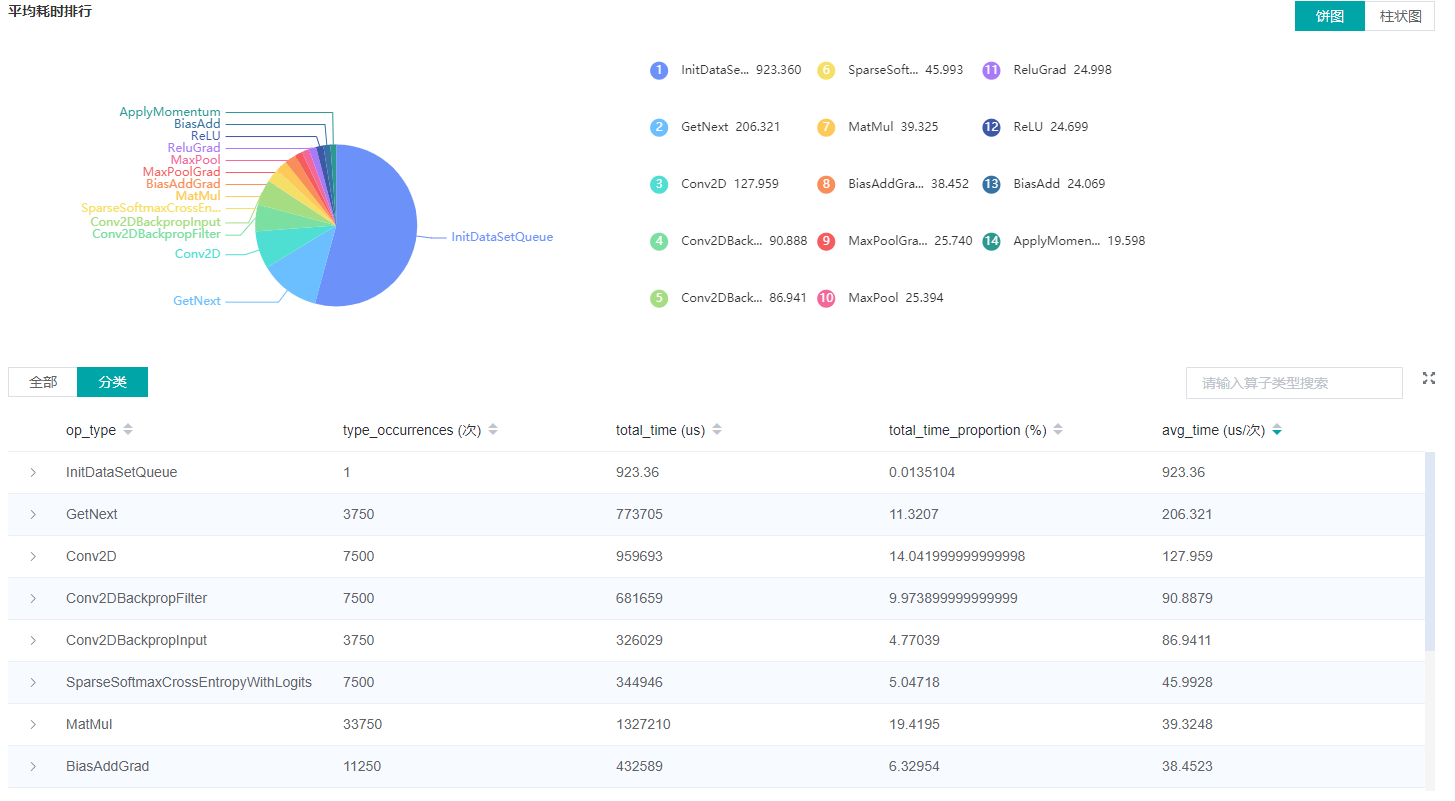 平均耗时排行
饼图 柱状图
ApplyMomentum
BiasAdd
ReLU
ReluGrad
MaxPool
MaxPoolGrad
BiasAddGrad
MatMul
SparseSoftmaxCrossEn...
Conv2DBackpropInput
Conv2DBackpropFilter
Conv2D
GetNext
InitDataSetQueue
1 InitDataSe... 923.360 6 SparseSoft... 45.993 11 ReluGrad 24.998
2 GetNext 206.321 7 MatMul 39.325 12 ReLU 24.699
3 Conv2D 127.959 8 BiasAddGra... 38.452 13 BiasAdd 24.069
4 Conv2DBack... 90.888 9 MaxPoolGra... 25.740 14 ApplyMomen... 19.598
5 Conv2DBack... 86.941 10 MaxPool 25.394
全部 分类 请输入算子类型搜索
op_type type_occurrences (次) total_time (us) total_time_proportion (%) avg_time (us/次)
InitDataSetQueue 1 923.36 0.0135104 923.36
GetNext 3750 773705 11.3207 206.321
Conv2D 7500 959693 14.041999999999998 127.959
Conv2DBackpropFilter 7500 681659 9.973899999999999 90.8879
Conv2DBackpropInput 3750 326029 4.77039 86.9411
SparseSoftmaxCrossEntropyWithLogits 7500 344946 5.04718 45.9928
MatMul 33750 1327210 19.4195 39.3248
BiasAddGrad 11250 432589 6.32954 38.4523